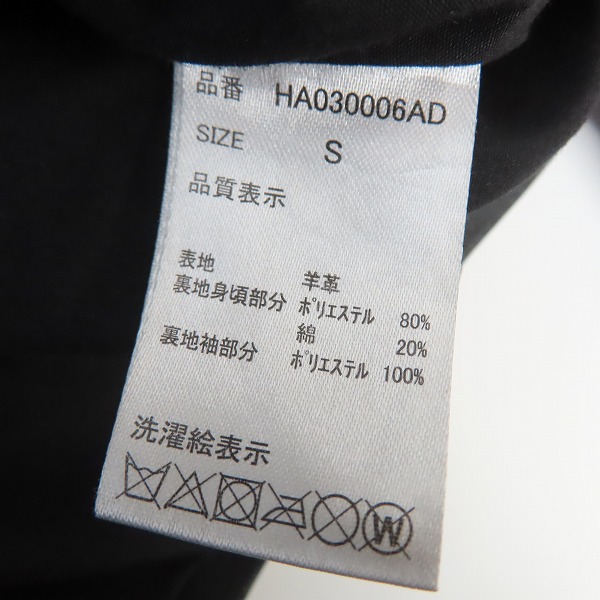 品番 HA030006AD
SIZE S
品質表示
表地 羊革
裏地身頃部分 ポリエステル 80%
綿 20%
裏地袖部分 ポリエステル 100%
洗濯絵表示
W